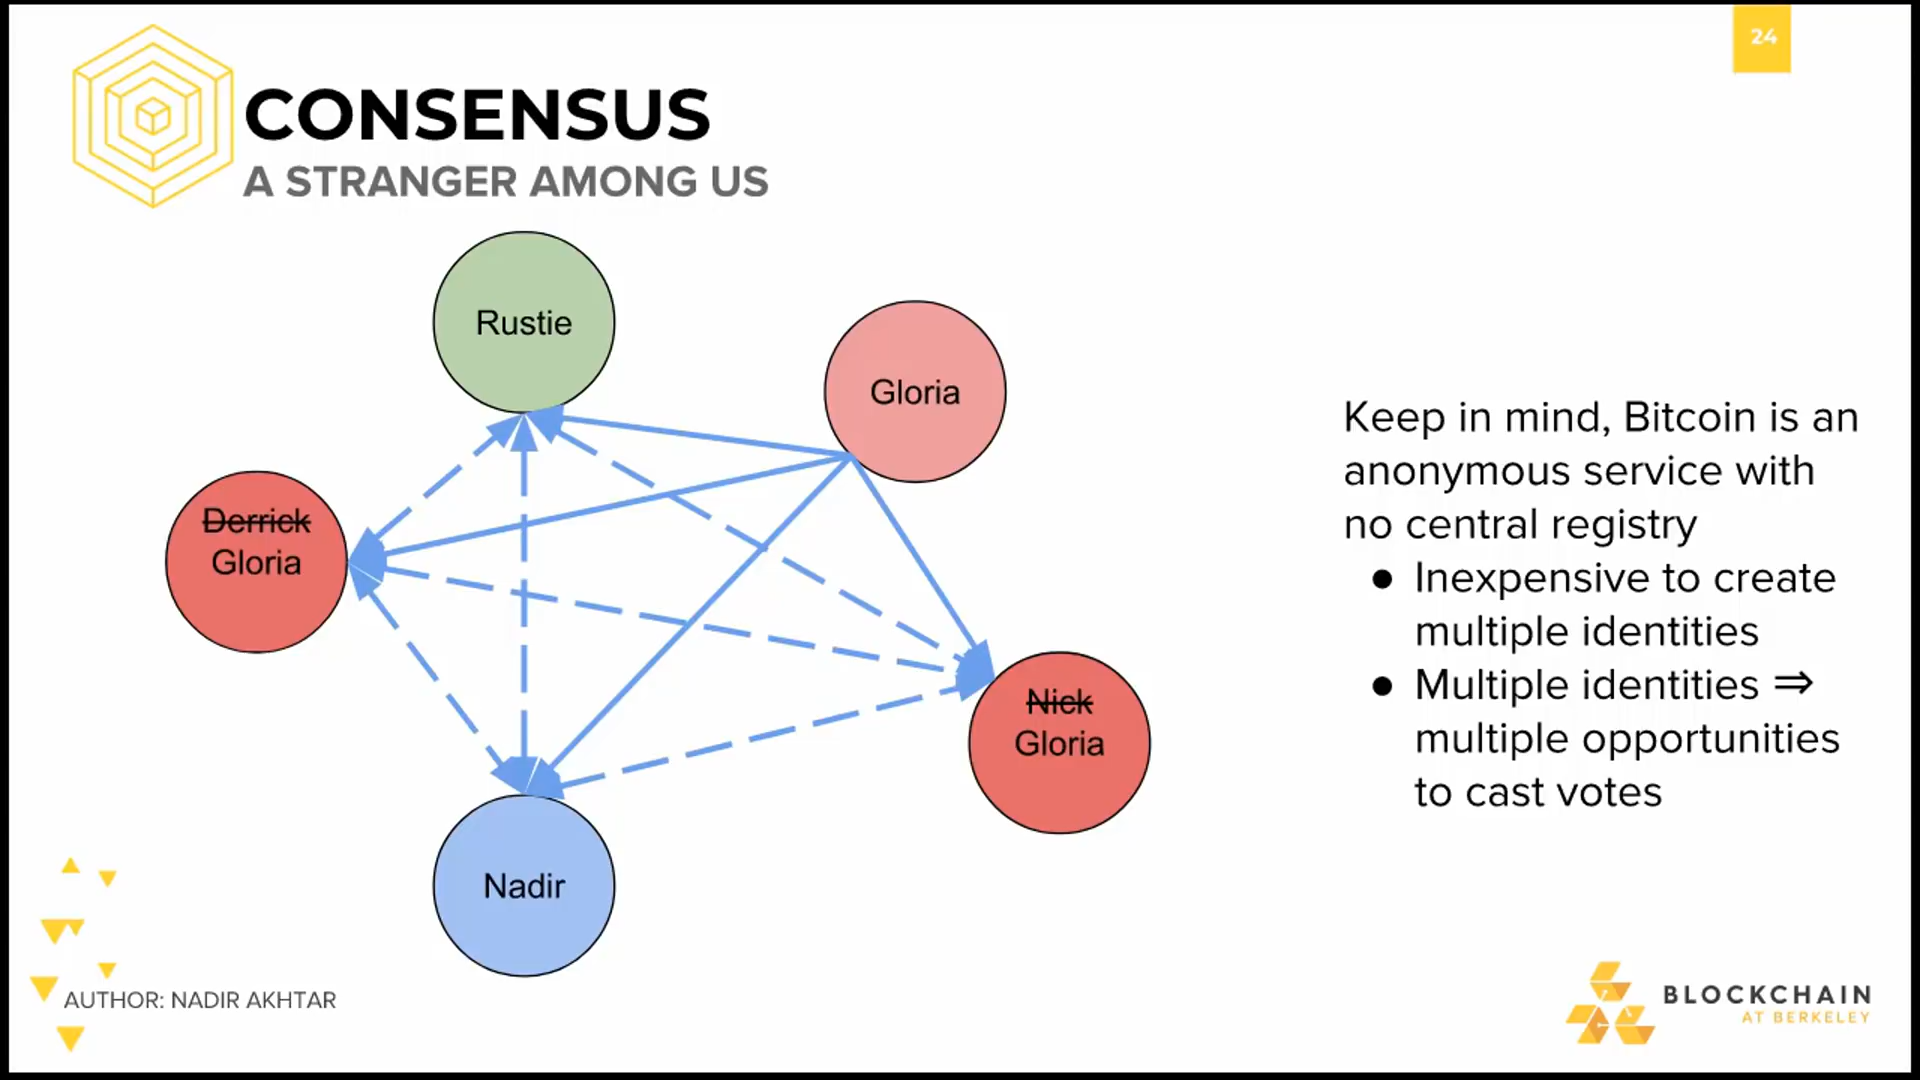 24
CONSENSUS
A STRANGER AMONG US
Rustie
Gloria
Derrick
Gloria
Nick
Gloria
Nadir
Keep in mind, Bitcoin is an
anonymous service with
no central registry
● Inexpensive to create
multiple identities
● Multiple identities ⇒
multiple opportunities
to cast votes
AUTHOR: NADIR AKHTAR
BLOCKCHAIN
AT BERKELEY